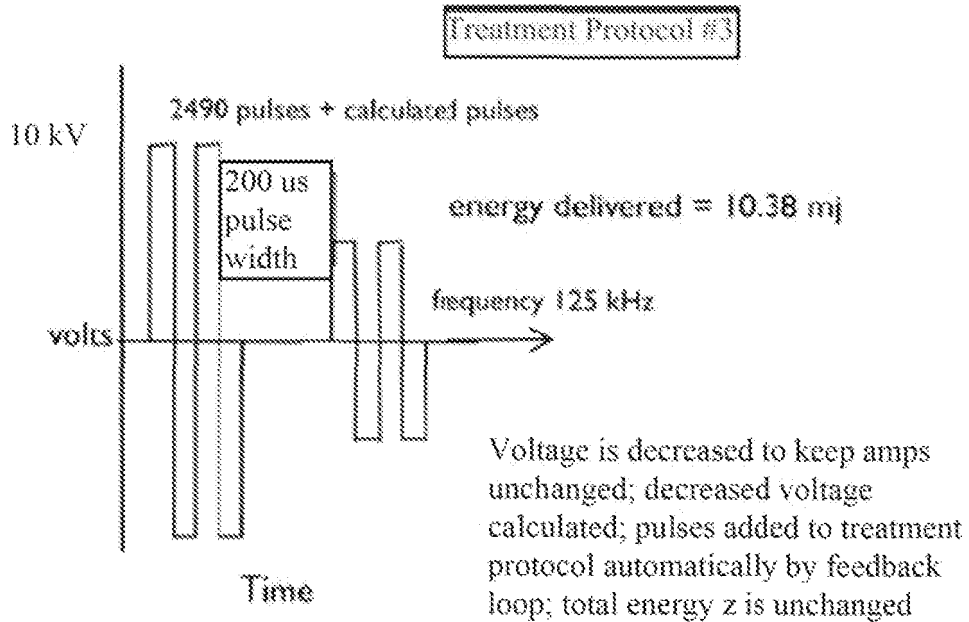 Treatment Protocol #3
2490 pulses + calculated pulses
10 kV
200 us
pulse
width
energy delivered = 10.38 mj
frequency 125 kHz
volts
Voltage is decreased to keep amps
unchanged; decreased voltage
calculated; pulses added to treatment
protocol automatically by feedback
loop; total energy z is unchanged
Time